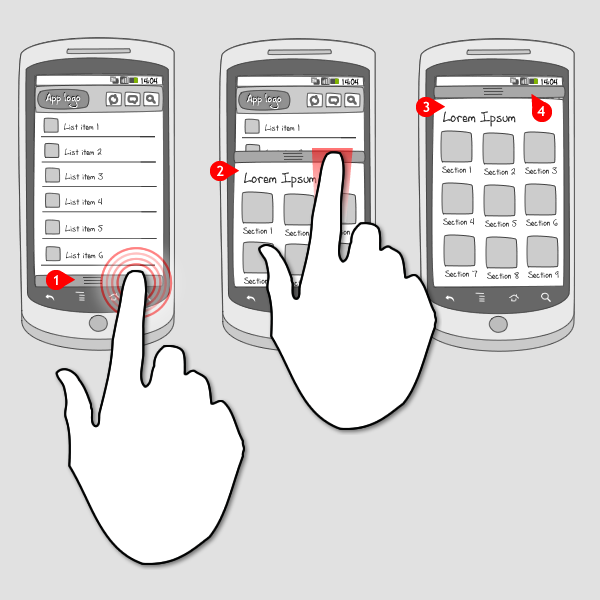 14:04
App logo
List item 1
List item 2
List item 3
List item 4
List item 5
List item 6
1
14:04
App logo
List item 1
2
Lorem Ipsum
Section 1
14:04
3
4
Lorem Ipsum
Section 1 Section 2 Section 3
Section 4 Section 5 Section 6
Section 7 Section 8 Section 9